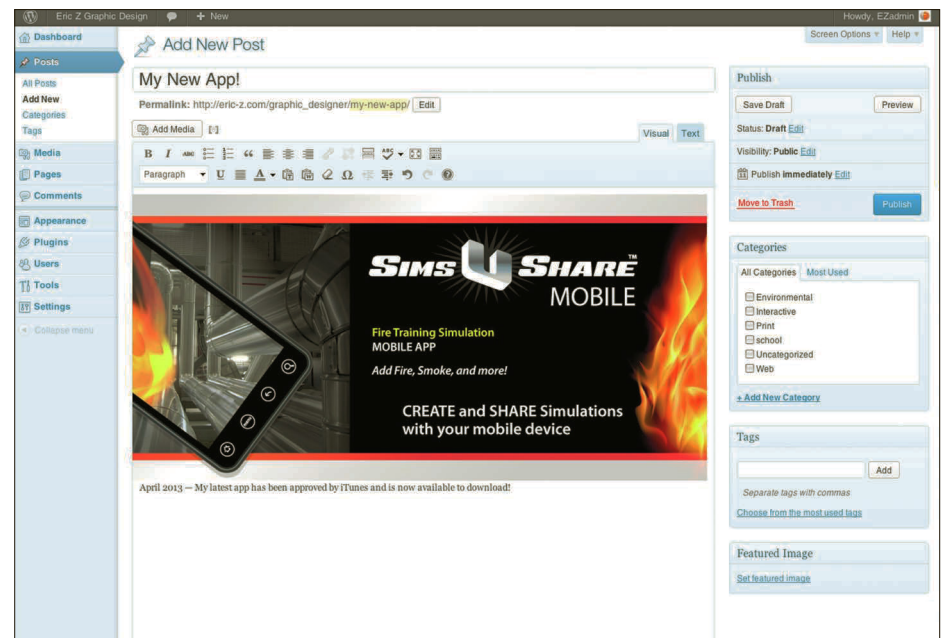 Eric Z Graphic Design + New Howdy, EZadmin
Screen Options Help
Dashboard
Posts
All Posts
Add New
Categories
Tags
Media
Pages
Comments
Appearance
Plugins
Users
Tools
Settings
Collapse menu
Add New Post
My New App!
Permalink: http://eric-z.com/graphic_designer/my-new-app/ Edit
Add Media
Visual Text
B I ABC ABC
Paragraph U A Ω
SIMS U SHARE™
MOBILE
Fire Training Simulation
MOBILE APP
Add Fire, Smoke, and more!
CREATE and SHARE Simulations
with your mobile device
April 2013 — My latest app has been approved by iTunes and is now available to download!
Publish
Save Draft Preview
Status: Draft Edit
Visibility: Public Edit
Publish immediately Edit
Move to Trash Publish
Categories
All Categories Most Used
Environmental
Interactive
Print
school
Uncategorized
Web
+ Add New Category
Tags
Add
Separate tags with commas
Choose from the most used tags
Featured Image
Set featured image